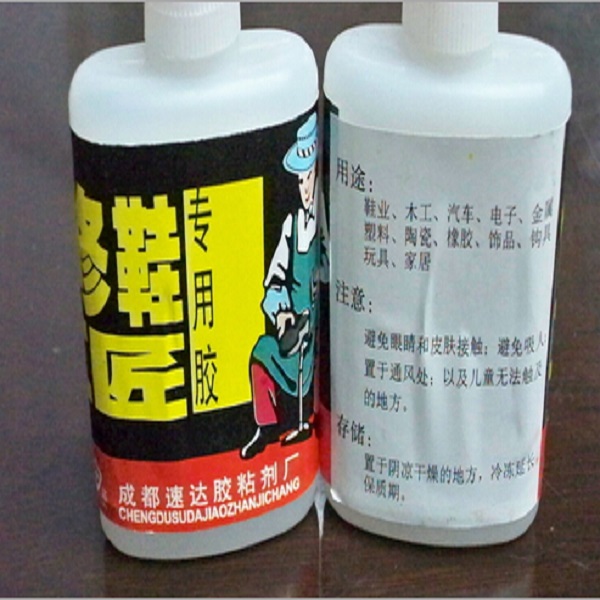 修鞋
匠
专用胶
成都速达胶粘剂厂
CHENGDUSUDAJIAOZHANJICHANG
用途：
鞋业、木工、汽车、电子、金属
塑料、陶瓷、橡胶、饰品、钩具
玩具、家居
注意：
避免眼睛和皮肤接触；避免吸入
置于通风处；以及儿童无法触及
的地方。
存储：
置于阴凉干燥的地方，冷冻延长
保质期。